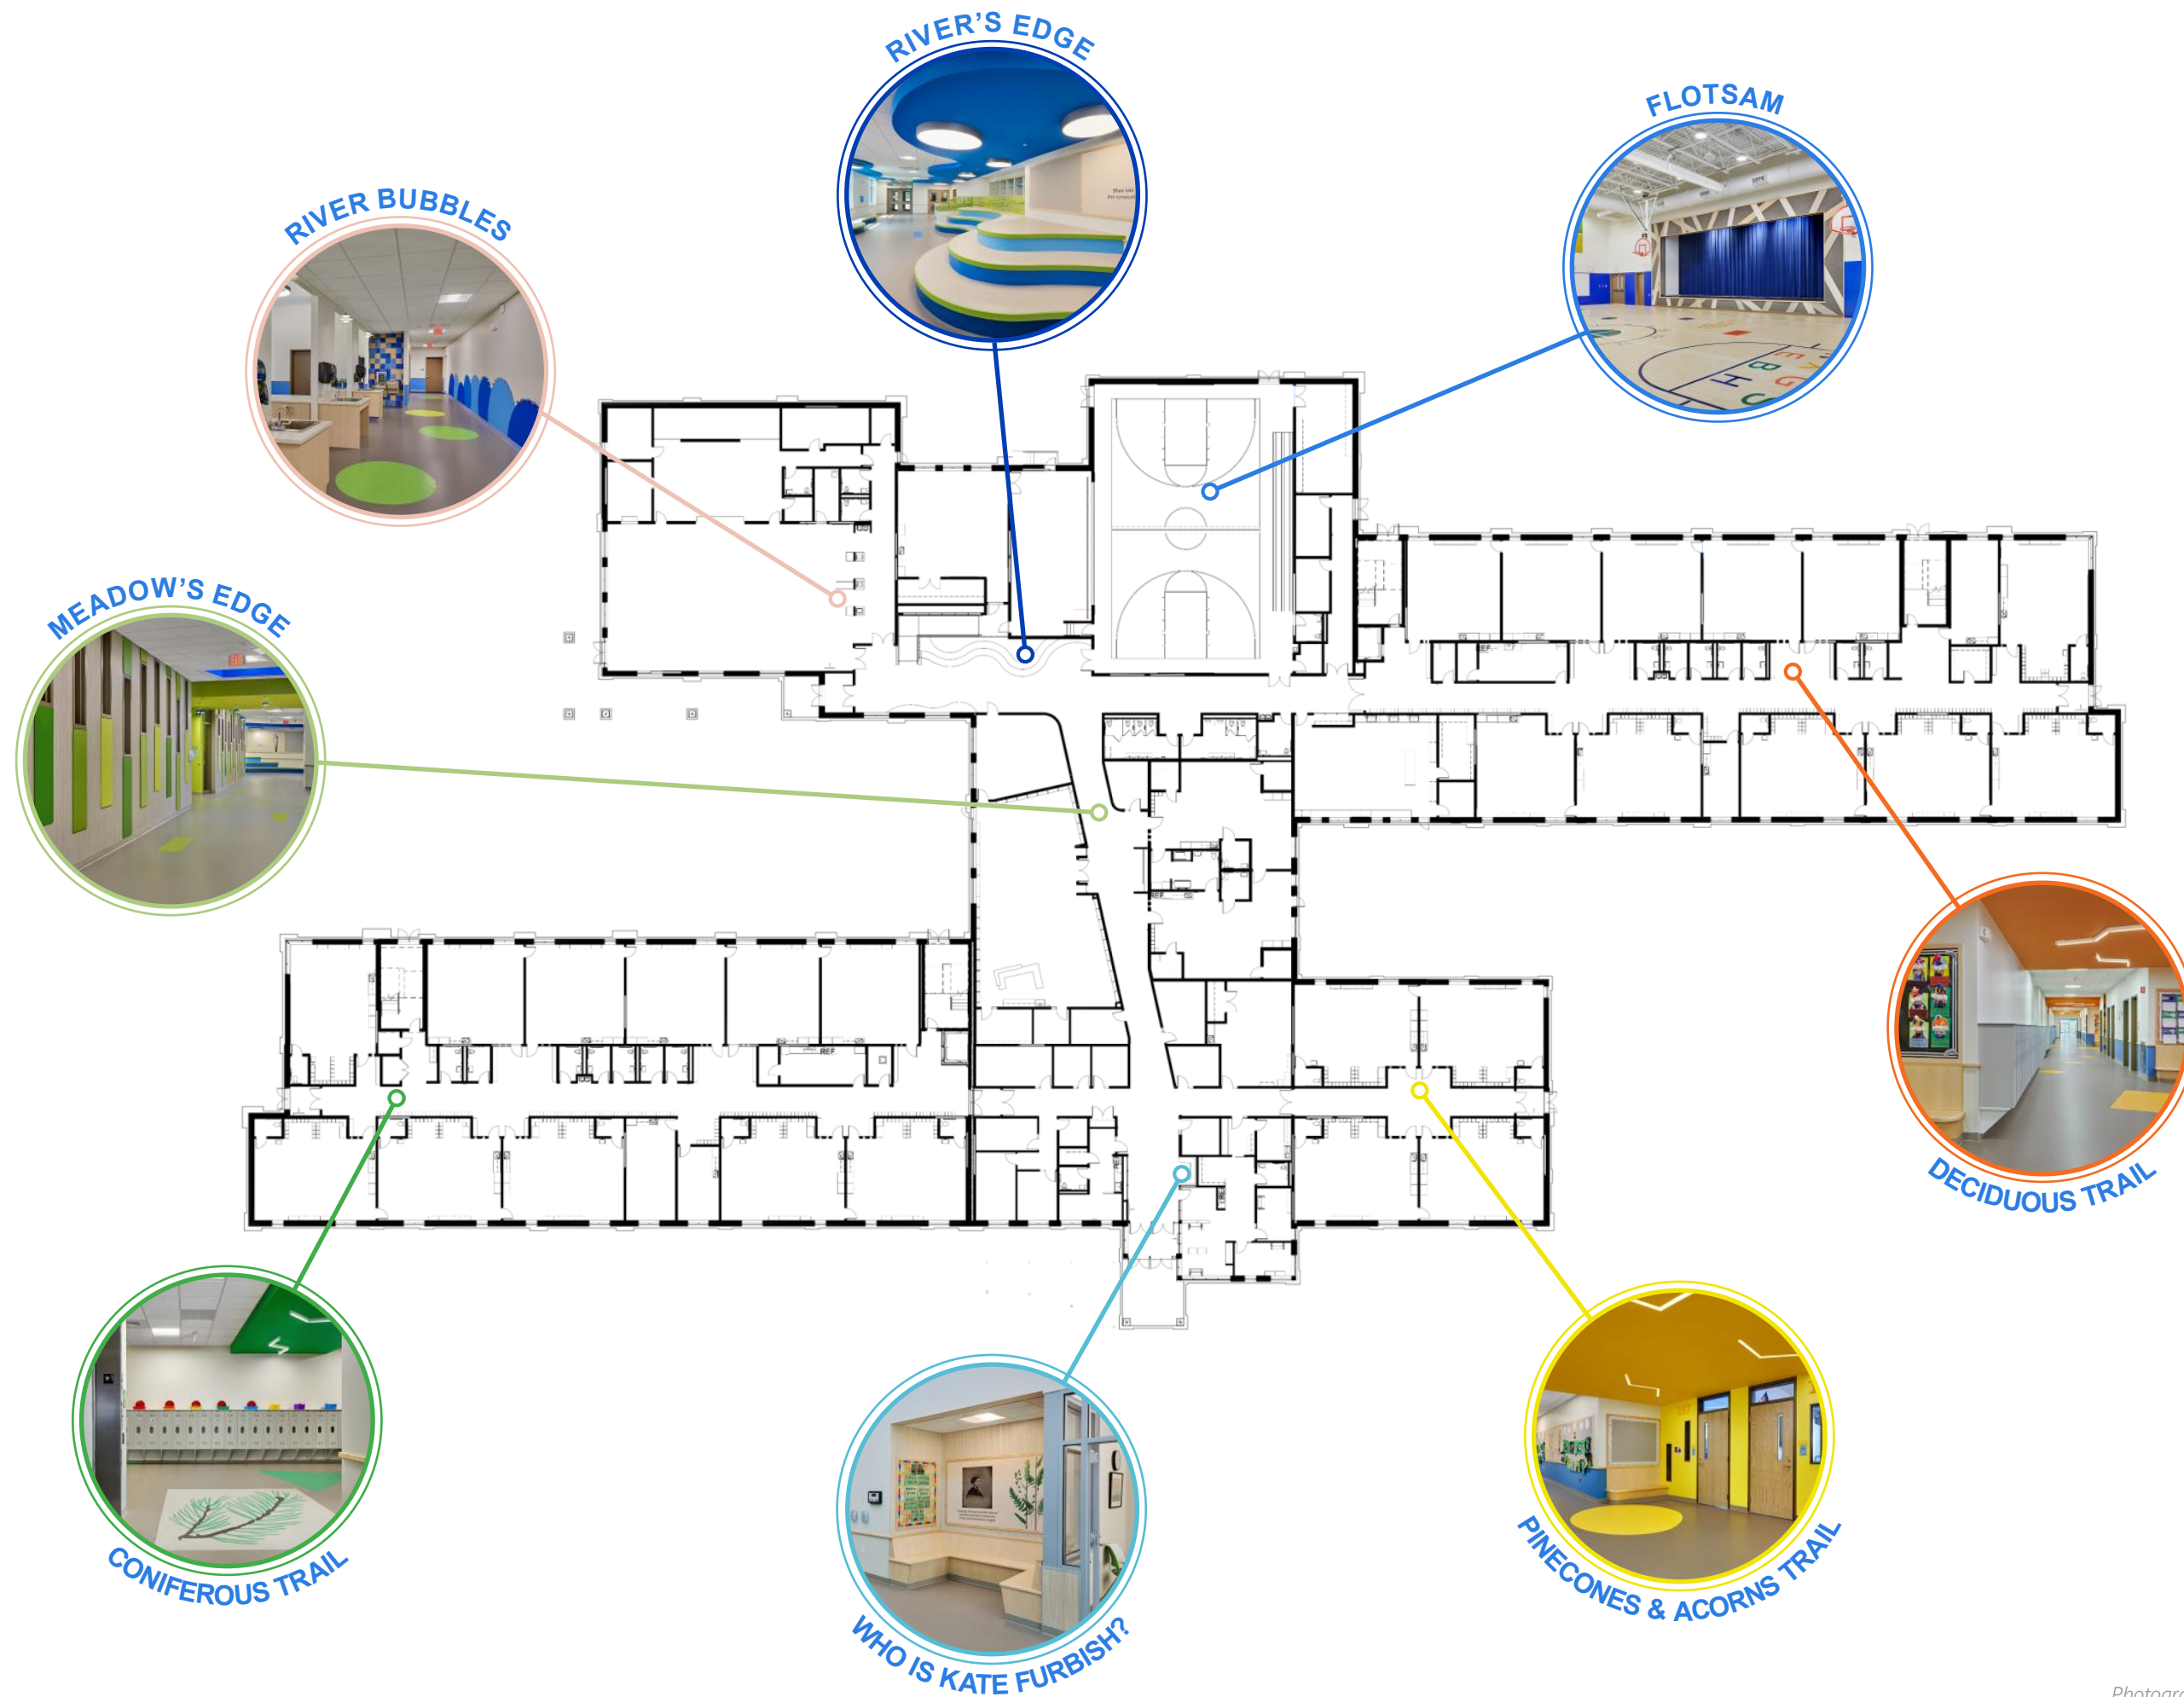 RIVER'S EDGE
FLOTSAM
RIVER BUBBLES
MEADOW'S EDGE
REF.
REF.
REF.
DECIDUOUS TRAIL
CONIFEROUS TRAIL
WHO IS KATE FURBISH?
PINECONES & ACORNS TRAIL